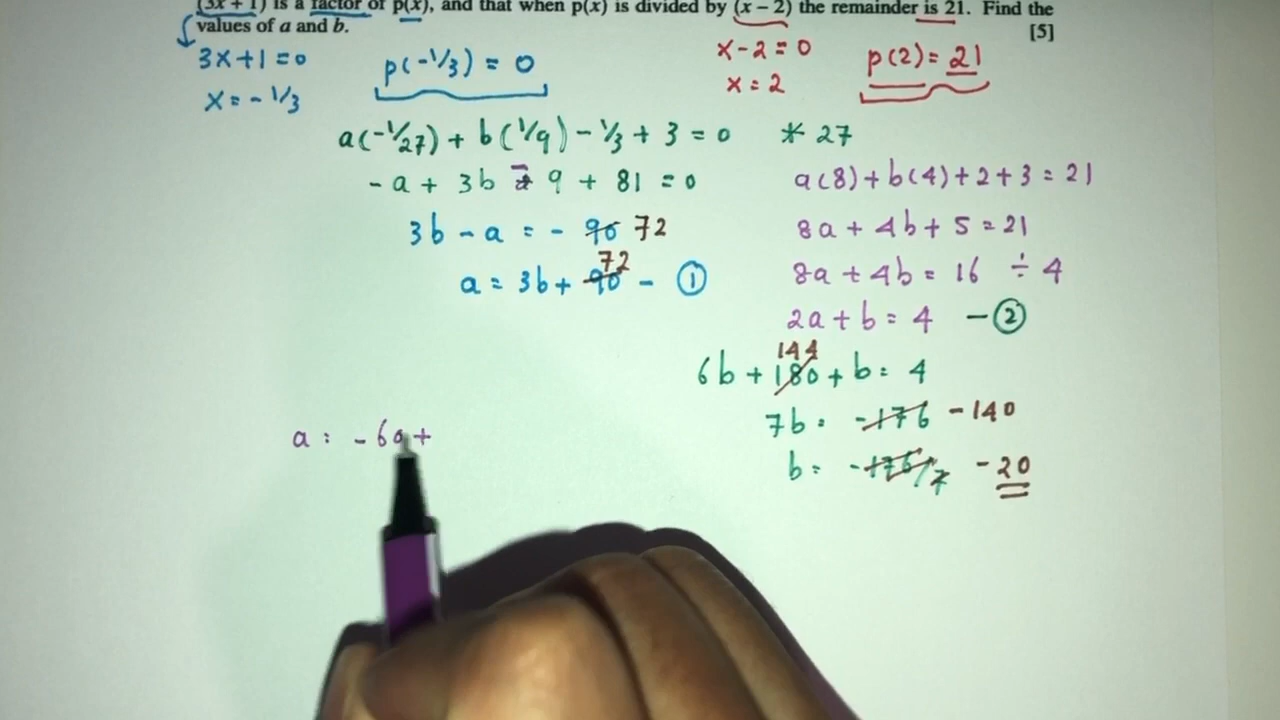 (3x + 1) is a factor of p(x), and that when p(x) is divided by (x − 2) the remainder is 21. Find the
values of a and b.
[5]
3x+1=0
x=-1/3
p(-1/3) = 0
x-2=0
x=2
p(2)=21
a(-1/27) + b(1/9) - 1/3 + 3 = 0 * 27
-a + 3b - 9 + 81 = 0
3b - a = - 90 72
a = 3b + 90 72 - ①
a(8)+b(4)+2+3=21
8a + 4b + 5 = 21
8a + 4b = 16 ÷ 4
2a + b = 4 - ②
6b + 180 144 + b = 4
7b = -176 -140
b = -176/7 -20
a = -60+